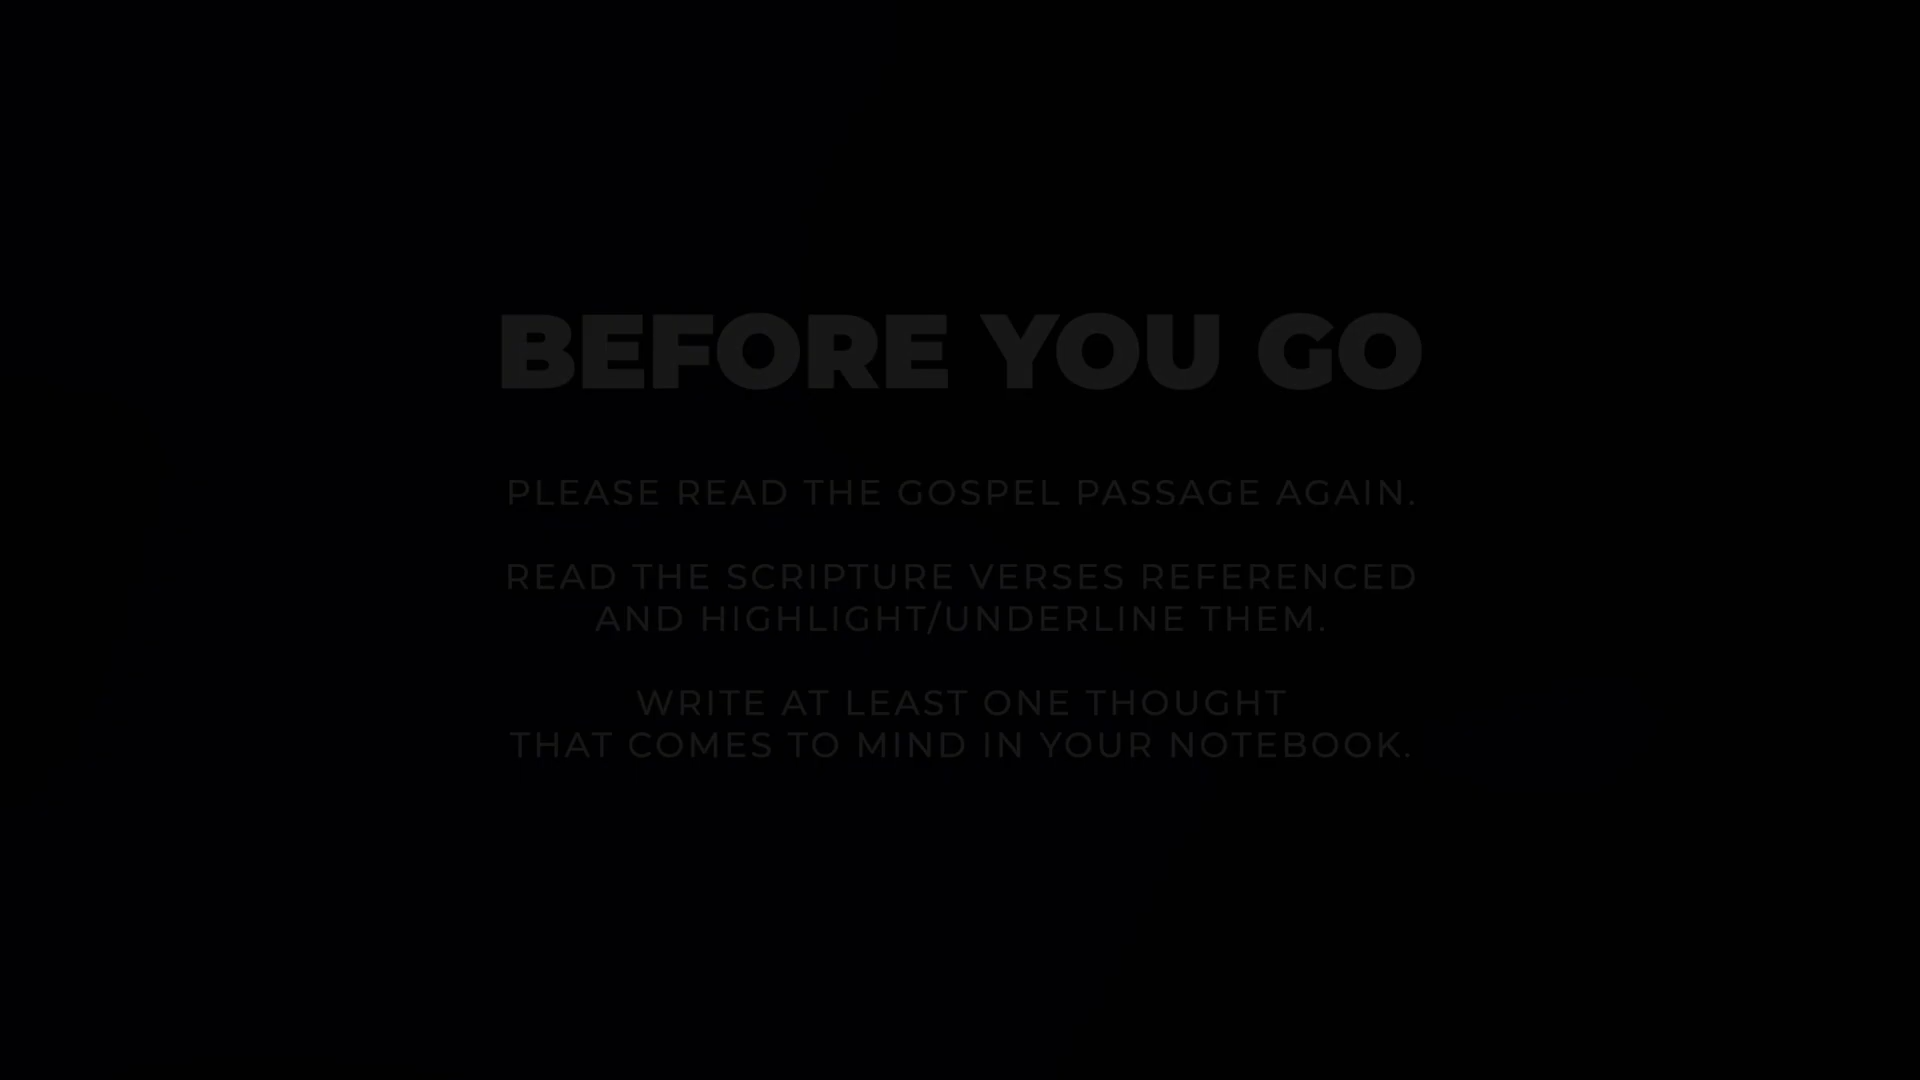 BEFORE YOU GO
PLEASE READ THE GOSPEL PASSAGE AGAIN.
READ THE SCRIPTURE VERSES REFERENCED
AND HIGHLIGHT/UNDERLINE THEM.
WRITE AT LEAST ONE THOUGHT
THAT COMES TO MIND IN YOUR NOTEBOOK.